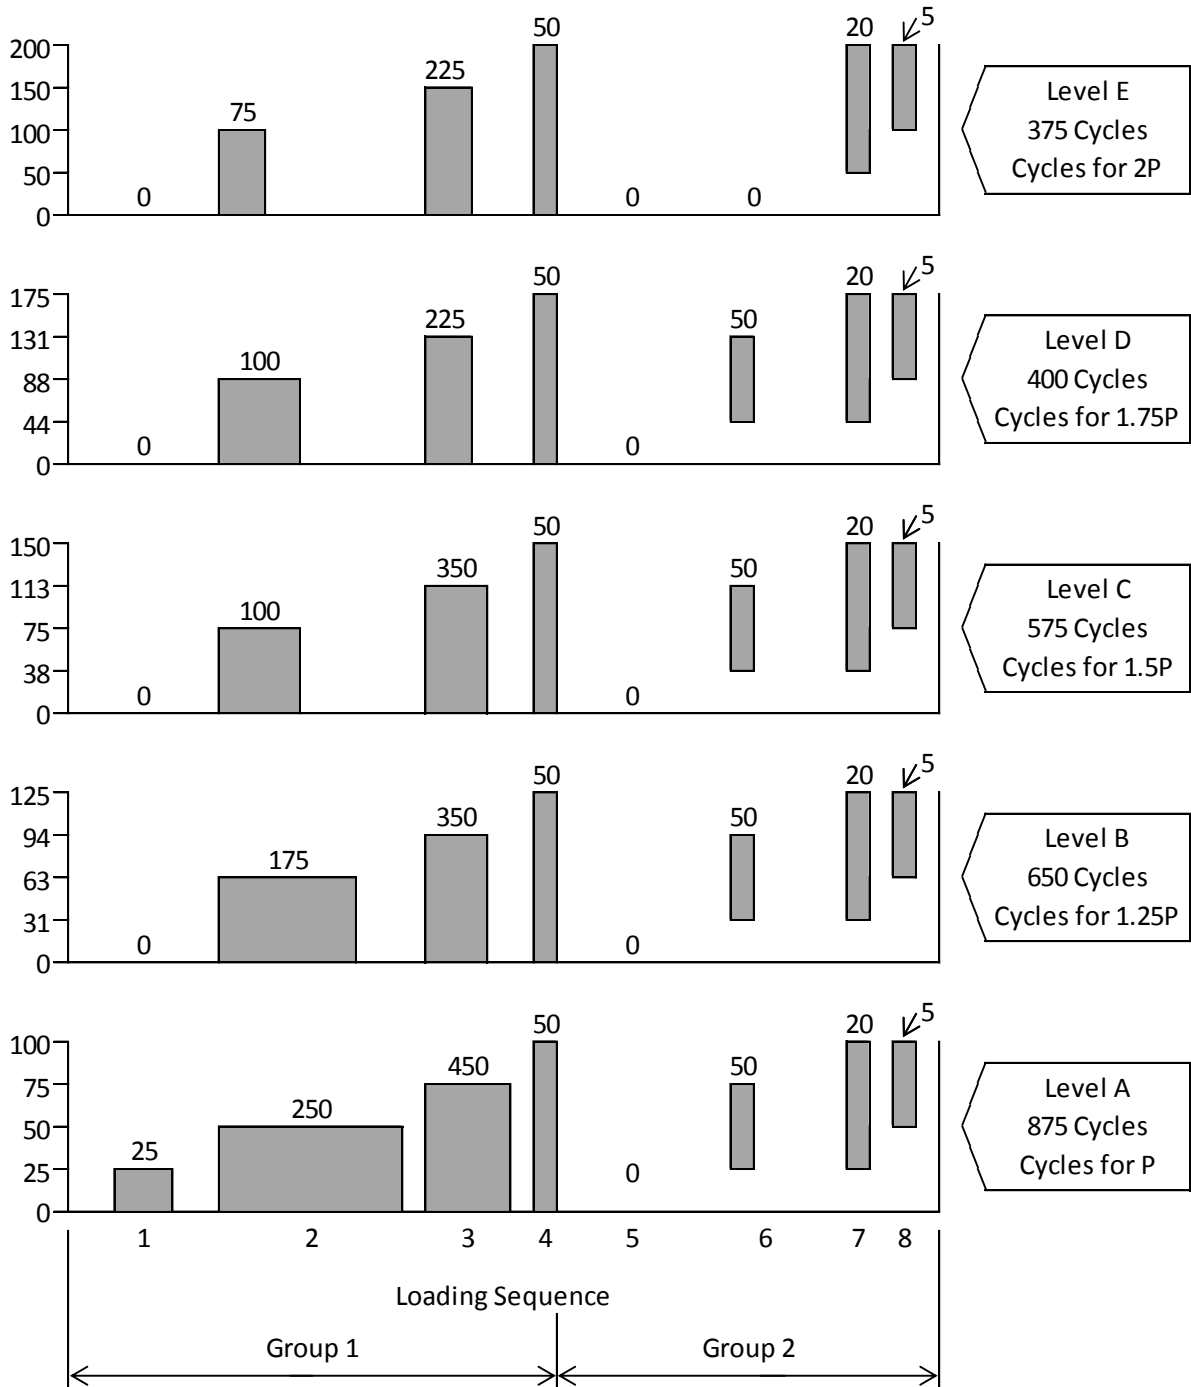 50 20 5
200
225
150
75
100
50
0 0 0 0
Level E
375 Cycles
Cycles for 2P
50 20 5
175
225 50
131
100
88
44
0 0 0
Level D
400 Cycles
Cycles for 1.75P
50 20 5
150
350 50
113
100
75
38
0 0 0
Level C
575 Cycles
Cycles for 1.5P
50 20 5
125
350 50
94
175
63
31
0 0 0
Level B
650 Cycles
Cycles for 1.25P
50 20 5
100
450 50
75
250
50
25 25
0 0
Level A
875 Cycles
Cycles for P
1 2 3 4 5 6 7 8
Loading Sequence
Group 1 Group 2